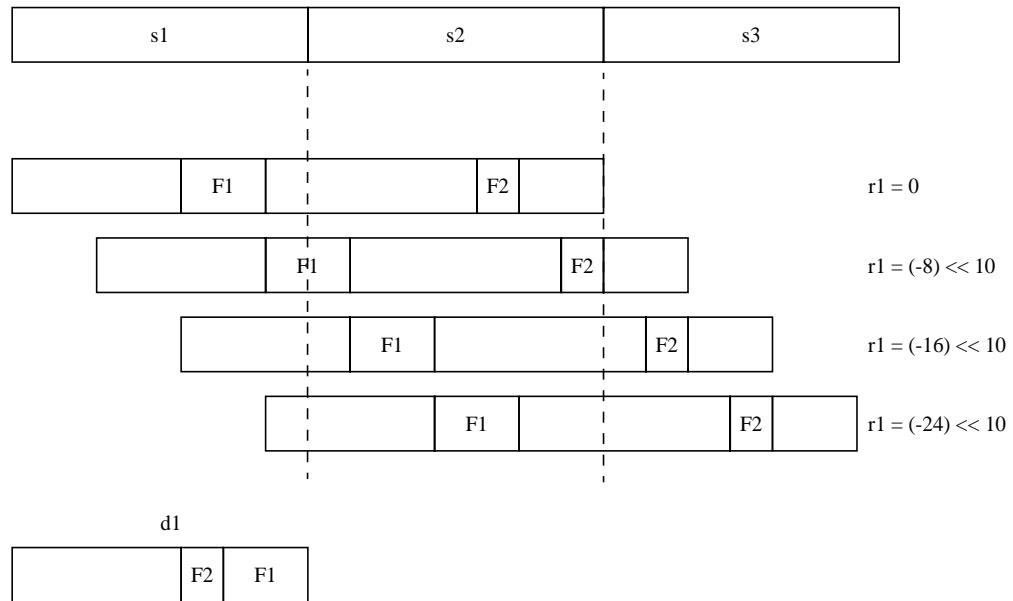 s1 s2 s3
F1 F2 r1 = 0
F1 F2 r1 = (-8) << 10
F1 F2 r1 = (-16) << 10
F1 F2 r1 = (-24) << 10
d1
F2 F1